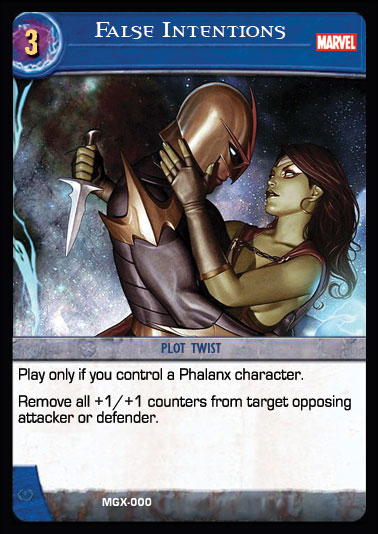 3
False Intentions
MARVEL
PLOT TWIST
Play only if you control a Phalanx character.
Remove all +1/+1 counters from target opposing
attacker or defender.
MGX-000